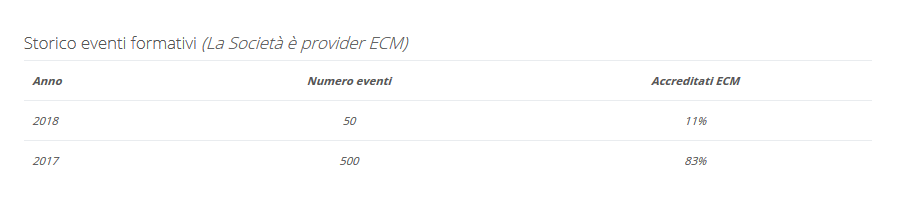 Storico eventi formativi (La Società è provider ECM)
Anno Numero eventi Accreditati ECM
2018 50 11%
2017 500 83%